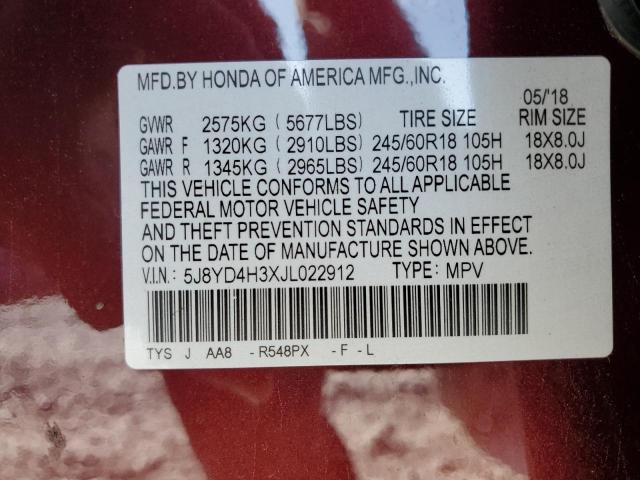 MFD.BY HONDA OF AMERICA MFG.,INC.
05/'18
GVWR 2575KG ( 5677LBS) TIRE SIZE RIM SIZE
GAWR F 1320KG ( 2910LBS) 245/60R18 105H 18X8.0J
GAWR R 1345KG ( 2965LBS) 245/60R18 105H 18X8.0J
THIS VEHICLE CONFORMS TO ALL APPLICABLE
FEDERAL MOTOR VEHICLE SAFETY
AND THEFT PREVENTION STANDARDS IN EFFECT
ON THE DATE OF MANUFACTURE SHOWN ABOVE.
V.I.N.: 5J8YD4H3XJL022912 TYPE: MPV
TYS J AA8 - R548PX - F - L